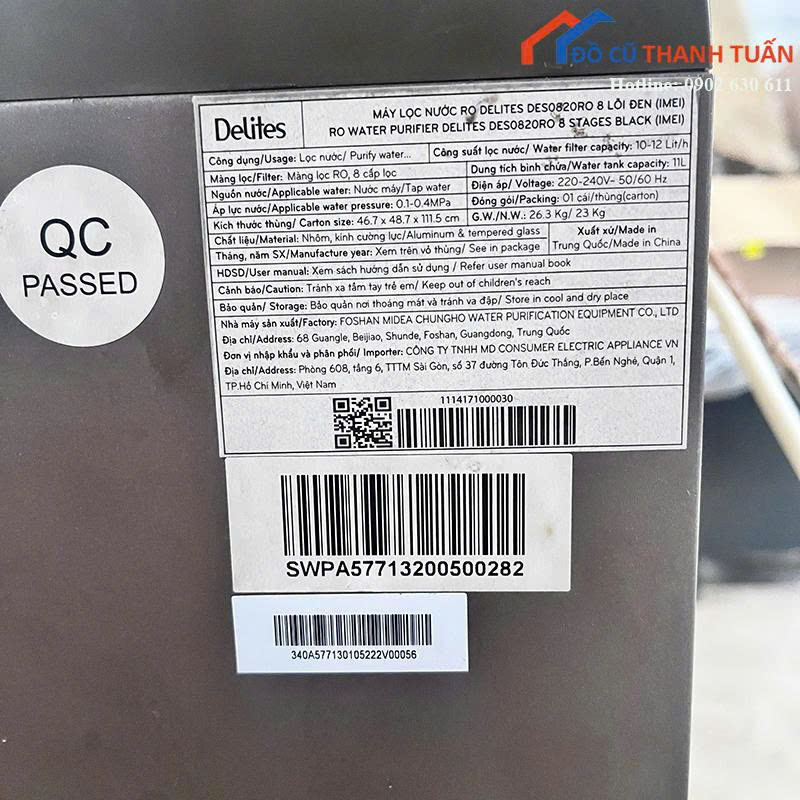 ĐỒ CŨ THANH TUẤN
Hotline: 0902 630 611
Delites
MÁY LỌC NƯỚC RO DELITES DES0820RO 8 LÕI ĐEN (IMEI)
RO WATER PURIFIER DELITES DES0820RO 8 STAGES BLACK (IMEI)
Công dụng/Usage: Lọc nước/ Purify water...
Công suất lọc nước/ Water filter capacity: 10-12 Lit/h
Màng lọc/Filter: Màng lọc RO, 8 cấp lọc
Dung tích bình chứa/Water tank capacity: 11L
Nguồn nước/Applicable water: Nước máy/Tap water
Điện áp/ Voltage: 220-240V~ 50/60 Hz
Áp lực nước/Applicable water pressure: 0.1-0.4MPa
Đóng gói/Packing: 01 cái/thùng(carton)
Kích thước thùng/ Carton size: 46.7 x 48.7 x 111.5 cm
G.W./N.W.: 26.3 Kg/ 23 Kg
Chất liệu/Material: Nhôm, kính cường lực/Aluminum & tempered glass
Xuất xứ/Made in
Trung Quốc/Made in China
Tháng, năm SX/Manufacture year: Xem trên vỏ thùng/ See in package
HDSD/User manual: Xem sách hướng dẫn sử dụng / Refer user manual book
Cảnh báo/Caution: Tránh xa tầm tay trẻ em/ Keep out of children's reach
Bảo quản/ Storage: Bảo quản nơi thoáng mát và tránh va đập/ Store in cool and dry place
Nhà máy sản xuất/Factory: FOSHAN MIDEA CHUNGHO WATER PURIFICATION EQUIPMENT CO., LTD
Địa chỉ/Address: 68 Guangle, Beijiao, Shunde, Foshan, Guangdong, Trung Quốc
Đơn vị nhập khẩu và phân phối/ Importer: CÔNG TY TNHH MD CONSUMER ELECTRIC APPLIANCE VN
Địa chỉ/Address: Phòng 608, tầng 6, TTTM Sài Gòn, số 37 đường Tôn Đức Thắng, P.Bến Nghé, Quận 1,
TP.Hồ Chí Minh, Việt Nam
1114171000030
QC
PASSED
SWPA57713200500282
340A577130105222V00056